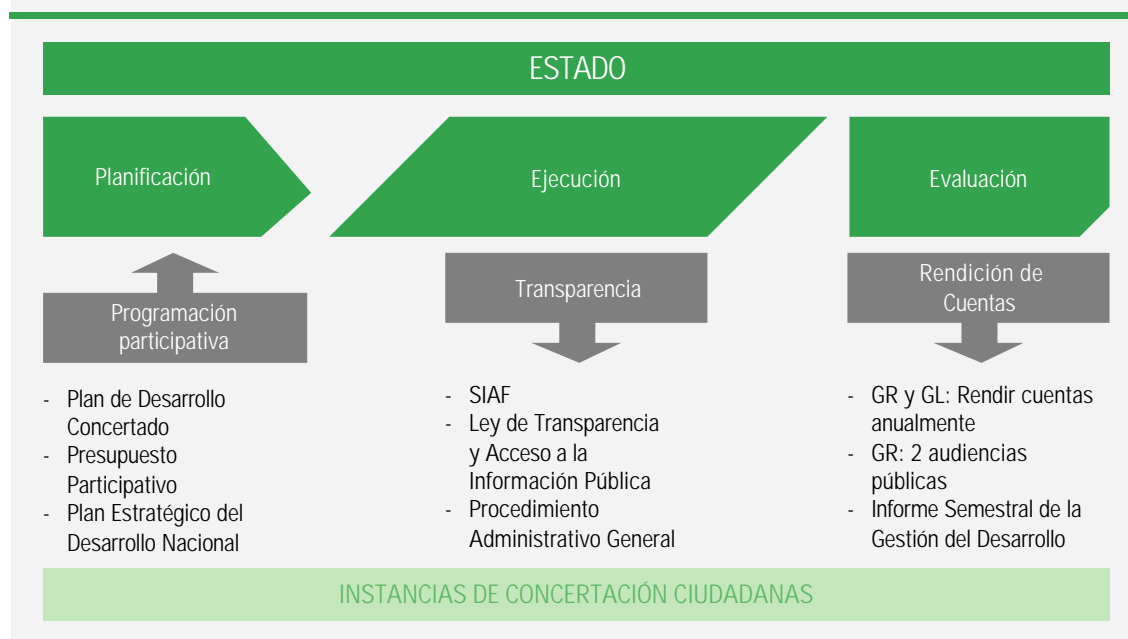 ESTADO
Planificación
Ejecución
Evaluación
Programación
participativa
Transparencia
Rendición de
Cuentas
- Plan de Desarrollo
Concertado
- Presupuesto
Participativo
- Plan Estratégico del
Desarrollo Nacional
- SIAF
- Ley de Transparencia
y Acceso a la
Información Pública
- Procedimiento
Administrativo General
- GR y GL: Rendir cuentas
anualmente
- GR: 2 audiencias
públicas
- Informe Semestral de la
Gestión del Desarrollo
INSTANCIAS DE CONCERTACIÓN CIUDADANAS